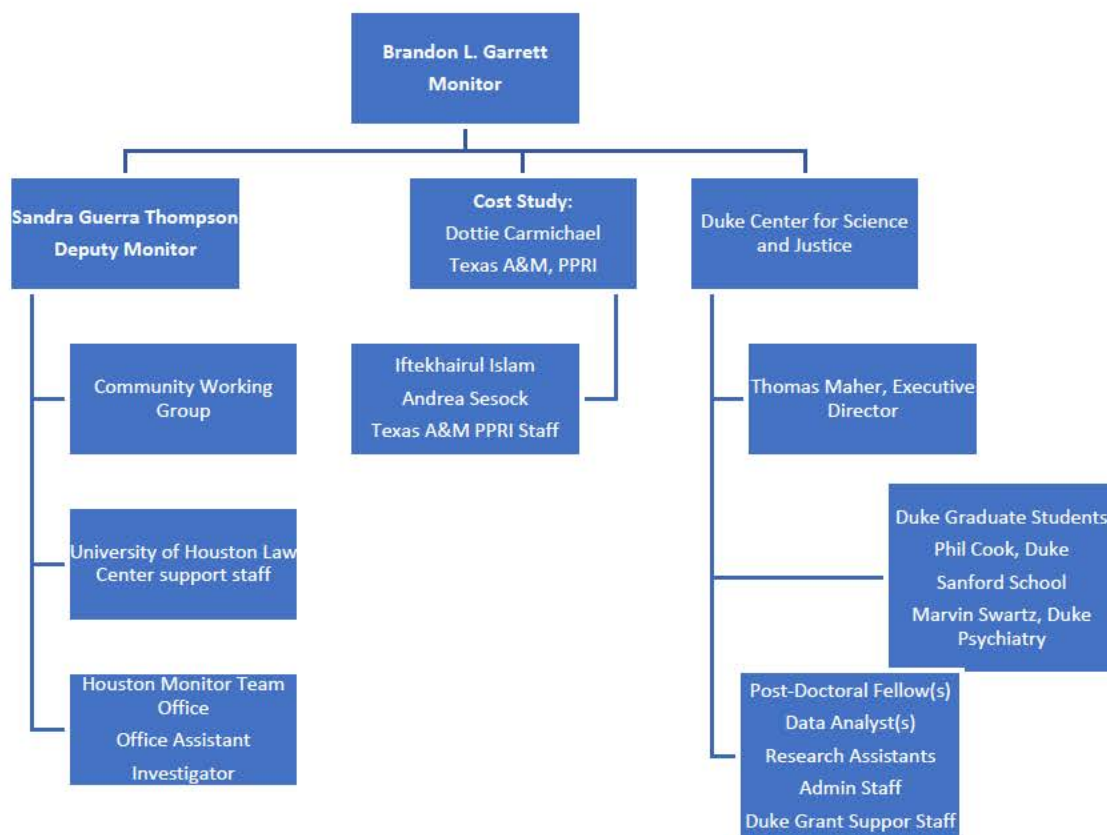 Brandon L. Garrett
Monitor
Sandra Guerra Thompson
Deputy Monitor
Cost Study:
Dottie Carmichael
Texas A&M, PPRI
Duke Center for Science
and Justice
Community Working
Group
Iftekhairul Islam
Andrea Sesock
Texas A&M PPRI Staff
Thomas Maher, Executive
Director
University of Houston Law
Center support staff
Duke Graduate Students
Phil Cook, Duke
Sanford School
Marvin Swartz, Duke
Psychiatry
Houston Monitor Team
Office
Office Assistant
Investigator
Post-Doctoral Fellow(s)
Data Analyst(s)
Research Assistants
Admin Staff
Duke Grant Suppor Staff